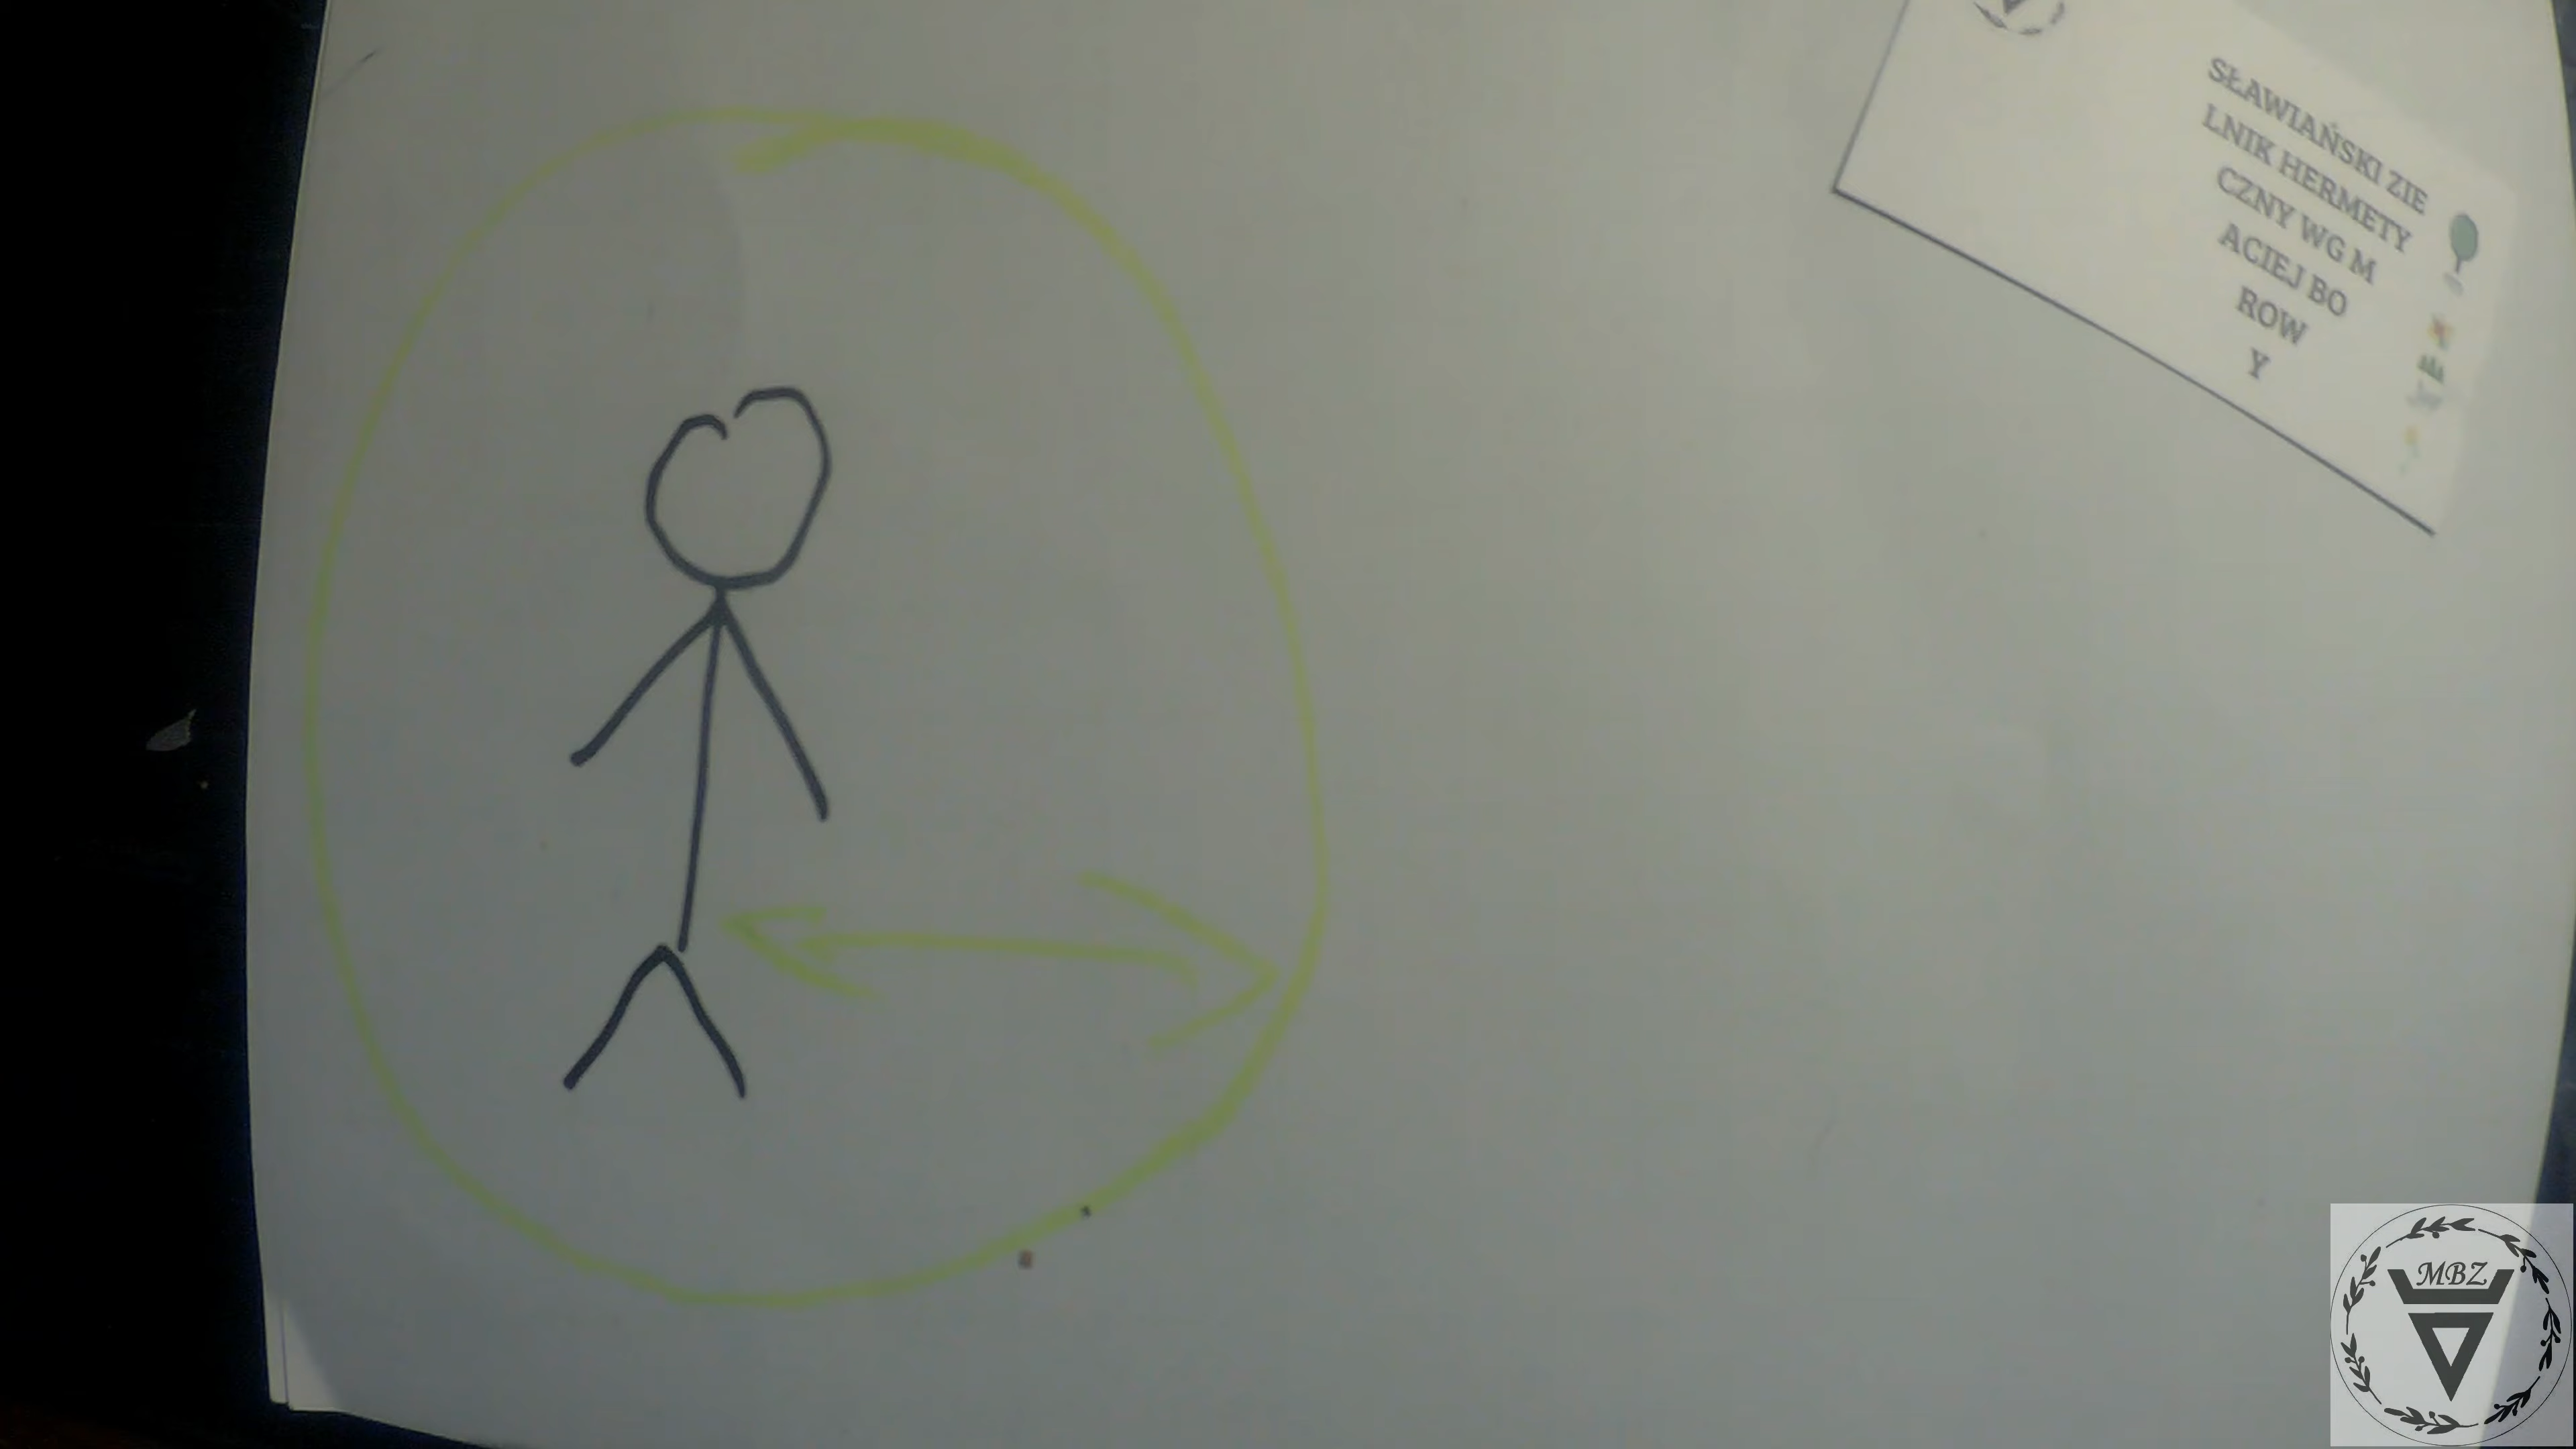 SŁAWIAŃSKI ZIE
LNIK HERMETY
CZNY WG M
ACIEJ BO
ROW
Y
MBZ